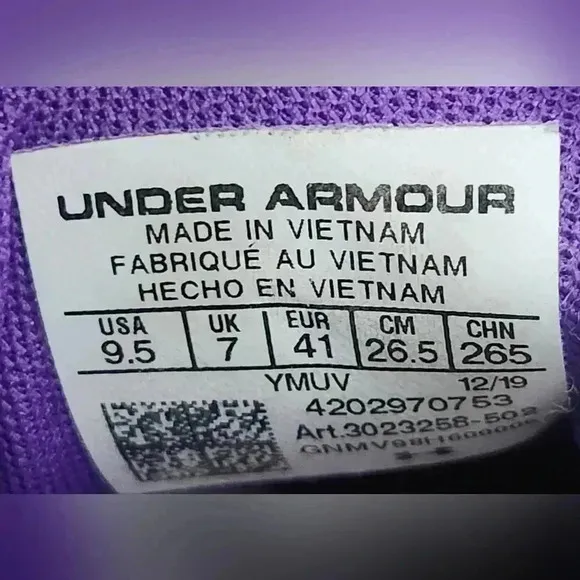 UNDER ARMOUR
MADE IN VIETNAM
FABRIQUÉ AU VIETNAM
HECHO EN VIETNAM
USA UK EUR CM CHN
9.5 7 41 26.5 265
YMUV 12/19
4202970753
Art.3023258-502